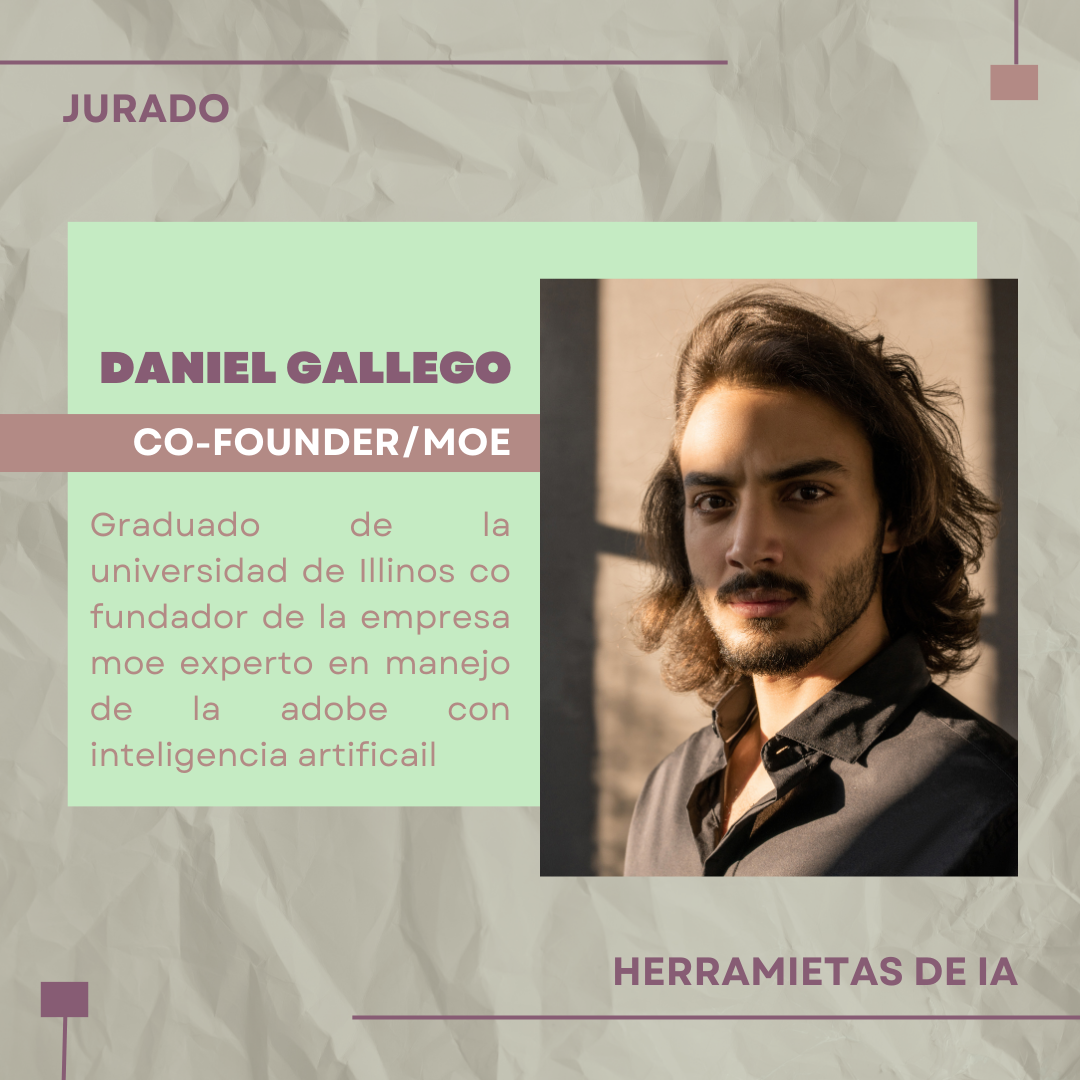 JURADO
DANIEL GALLEGO
CO-FOUNDER/MOE
Graduado de la
universidad de Illinos co
fundador de la empresa
moe experto en manejo
de la adobe con
inteligencia artificail
HERRAMIETAS DE IA